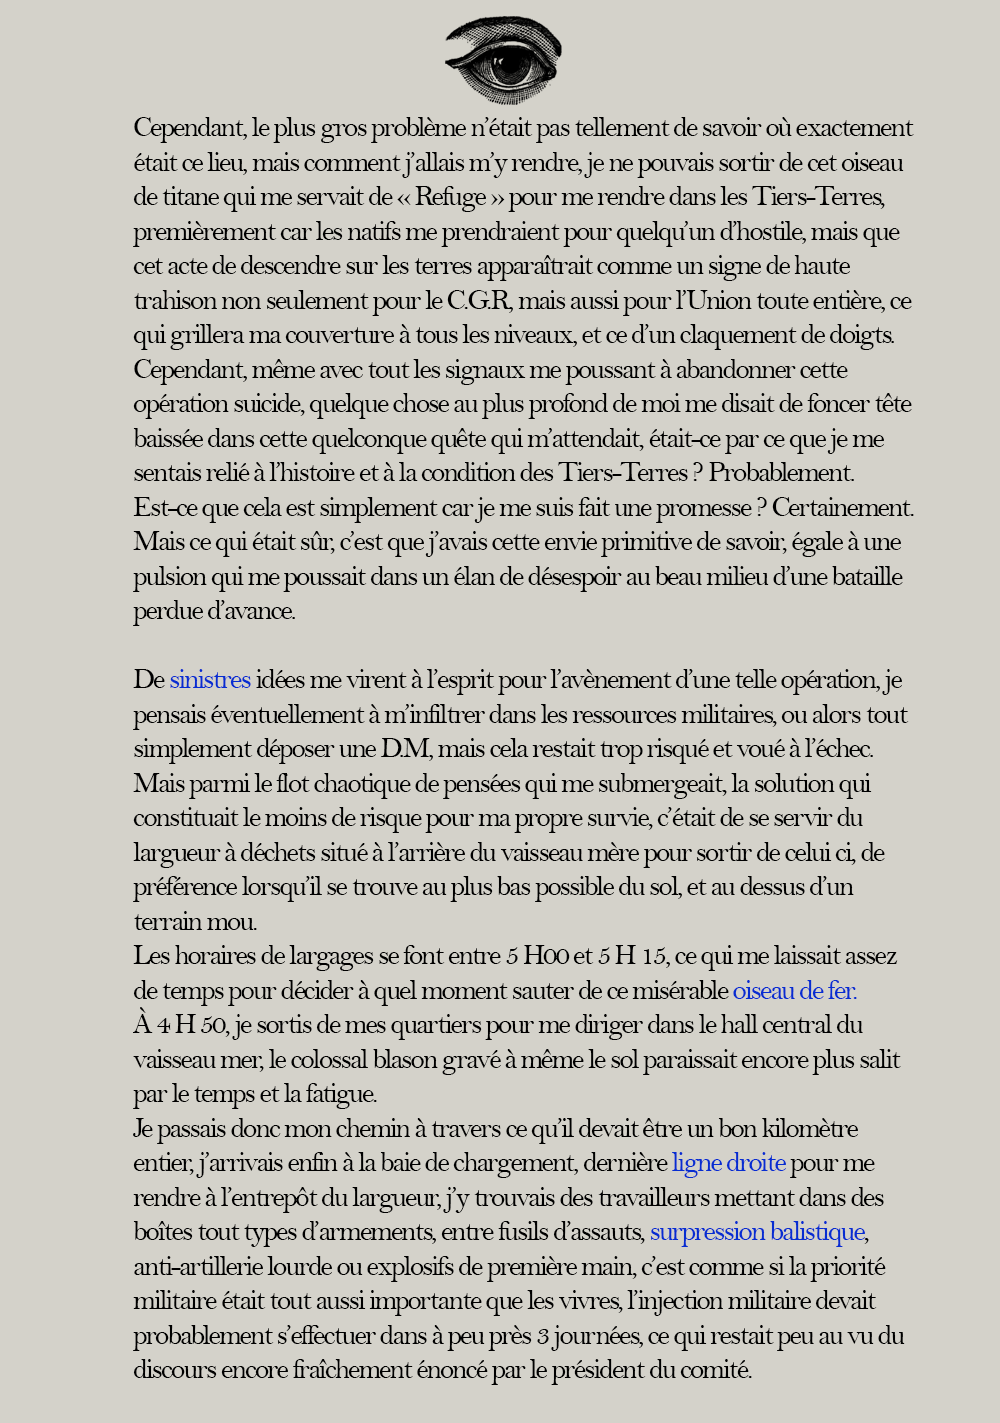 Cependant, le plus gros problème n’était pas tellement de savoir où exactement
était ce lieu, mais comment j’allais m’y rendre, je ne pouvais sortir de cet oiseau
de titane qui me servait de « Refuge » pour me rendre dans les Tiers-Terres,
premièrement car les natifs me prendraient pour quelqu’un d’hostile, mais que
cet acte de descendre sur les terres apparaîtrait comme un signe de haute
trahison non seulement pour le C.G.R, mais aussi pour l’Union toute entière, ce
qui grillera ma couverture à tous les niveaux, et ce d’un claquement de doigts.
Cependant, même avec tout les signaux me poussant à abandonner cette
opération suicide, quelque chose au plus profond de moi me disait de foncer tête
baissée dans cette quelconque quête qui m’attendait, était-ce par ce que je me
sentais relié à l’histoire et à la condition des Tiers-Terres ? Probablement.
Est-ce que cela est simplement car je me suis fait une promesse ? Certainement.
Mais ce qui était sûr, c’est que j’avais cette envie primitive de savoir, égale à une
pulsion qui me poussait dans un élan de désespoir au beau milieu d’une bataille
perdue d’avance.
De sinistres idées me virent à l’esprit pour l’avènement d’une telle opération, je
pensais éventuellement à m’infiltrer dans les ressources militaires, ou alors tout
simplement déposer une D.M, mais cela restait trop risqué et voué à l’échec.
Mais parmi le flot chaotique de pensées qui me submergeait, la solution qui
constituait le moins de risque pour ma propre survie, c’était de se servir du
largueur à déchets situé à l’arrière du vaisseau mère pour sortir de celui ci, de
préférence lorsqu’il se trouve au plus bas possible du sol, et au dessus d’un
terrain mou.
Les horaires de largages se font entre 5 H00 et 5 H 15, ce qui me laissait assez
de temps pour décider à quel moment sauter de ce misérable oiseau de fer.
À 4 H 50, je sortis de mes quartiers pour me diriger dans le hall central du
vaisseau mer, le colossal blason gravé à même le sol paraissait encore plus salit
par le temps et la fatigue.
Je passais donc mon chemin à travers ce qu’il devait être un bon kilomètre
entier, j’arrivais enfin à la baie de chargement, dernière ligne droite pour me
rendre à l’entrepôt du largueur, j’y trouvais des travailleurs mettant dans des
boîtes tout types d’armements, entre fusils d’assauts, surpression balistique,
anti-artillerie lourde ou explosifs de première main, c’est comme si la priorité
militaire était tout aussi importante que les vivres, l’injection militaire devait
probablement s’effectuer dans à peu près 3 journées, ce qui restait peu au vu du
discours encore fraîchement énoncé par le président du comité.